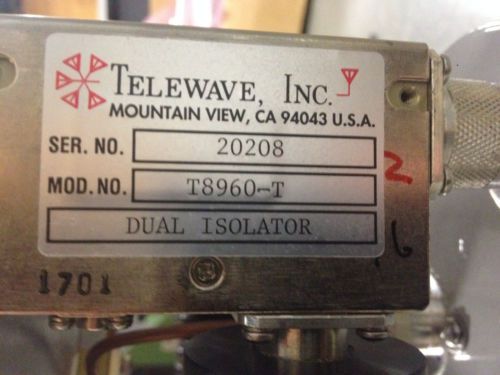 TELEWAVE, INC.
MOUNTAIN VIEW, CA 94043 U.S.A.
SER. NO. 20208
MOD. NO. T8960-T
DUAL ISOLATOR
2
6
1701